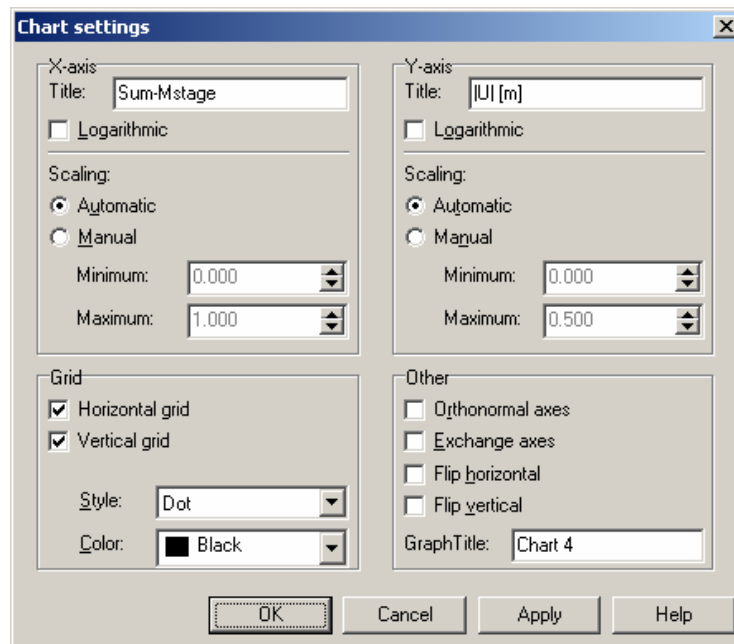 Chart settings
X-axis
Title: Sum-Mstage
Logarithmic
Scaling:
Automatic
Manual
Minimum: 0.000
Maximum: 1.000
Y-axis
Title: |U| [m]
Logarithmic
Scaling:
Automatic
Manual
Minimum: 0.000
Maximum: 0.500
Grid
Horizontal grid
Vertical grid
Style: Dot
Color: Black
Other
Orthonormal axes
Exchange axes
Flip horizontal
Flip vertical
GraphTitle: Chart 4
OK Cancel Apply Help